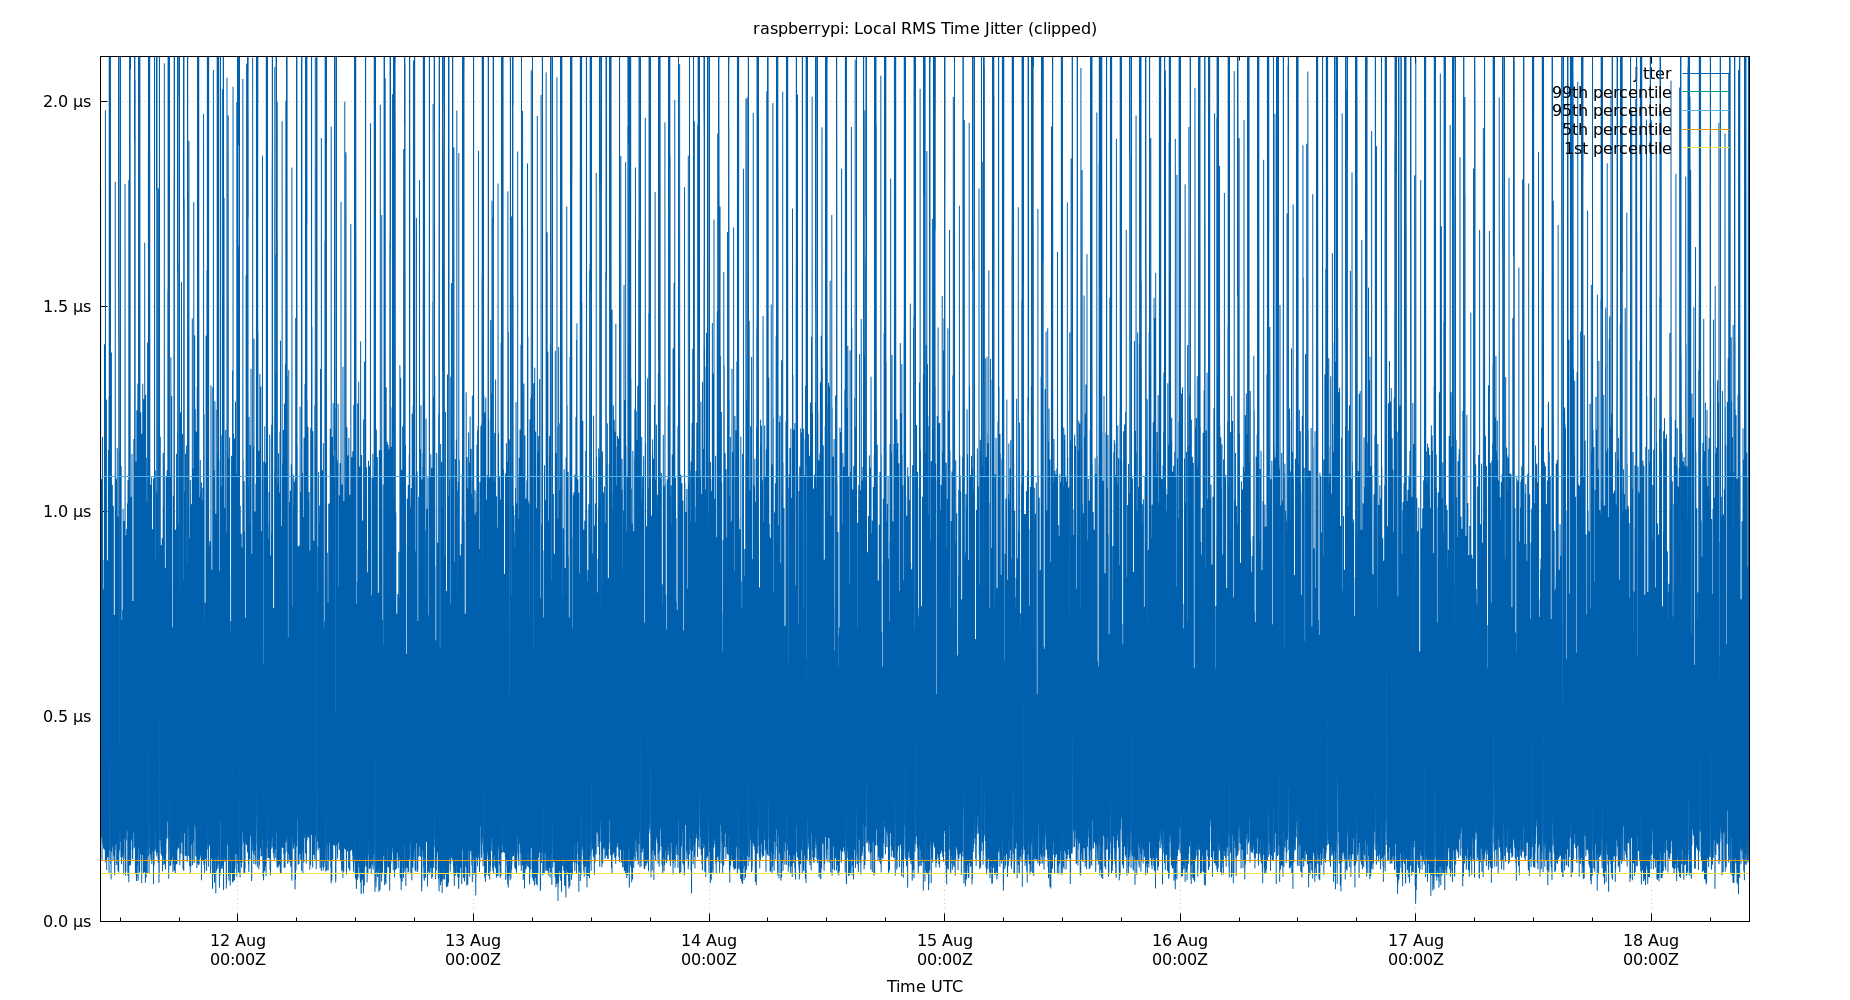 raspberrypi: Local RMS Time Jitter (clipped)
2.0 µs
1.5 µs
1.0 µs
0.5 µs
0.0 µs
Jitter
99th percentile
95th percentile
5th percentile
1st percentile
12 Aug
00:00Z
13 Aug
00:00Z
14 Aug
00:00Z
15 Aug
00:00Z
16 Aug
00:00Z
17 Aug
00:00Z
18 Aug
00:00Z
Time UTC